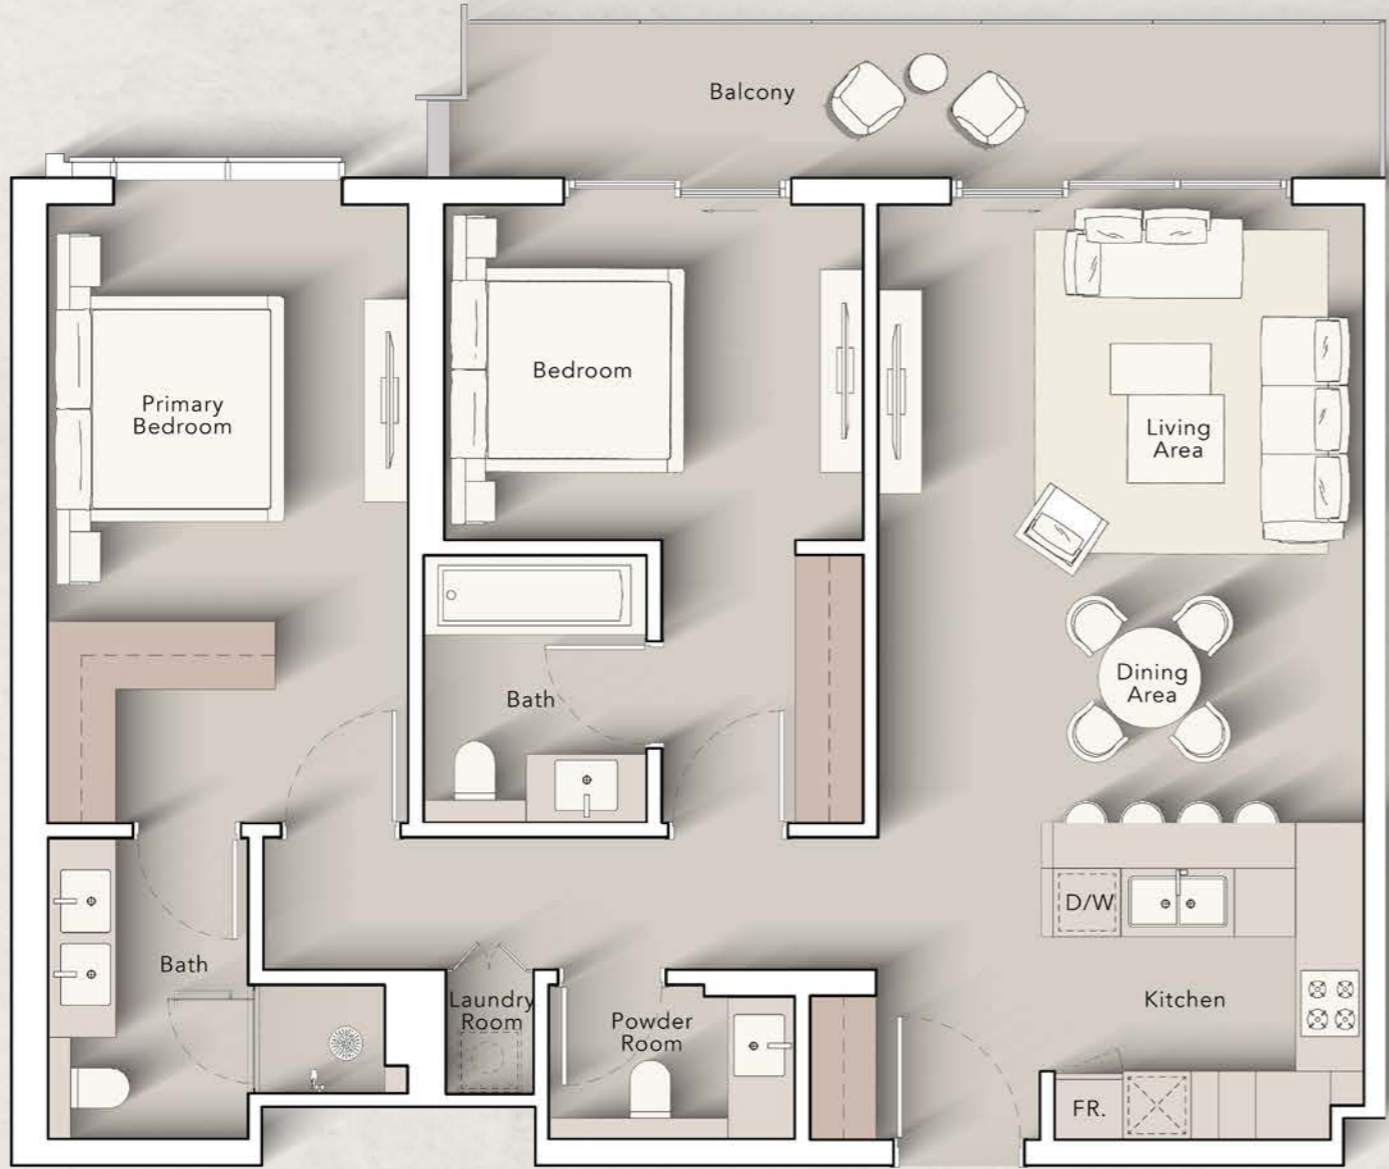 Balcony
Bedroom
Primary
Bedroom
Living
Area
Dining
Area
Bath
D/W
Bath
Laundry
Room
Powder
Room
Kitchen
FR.